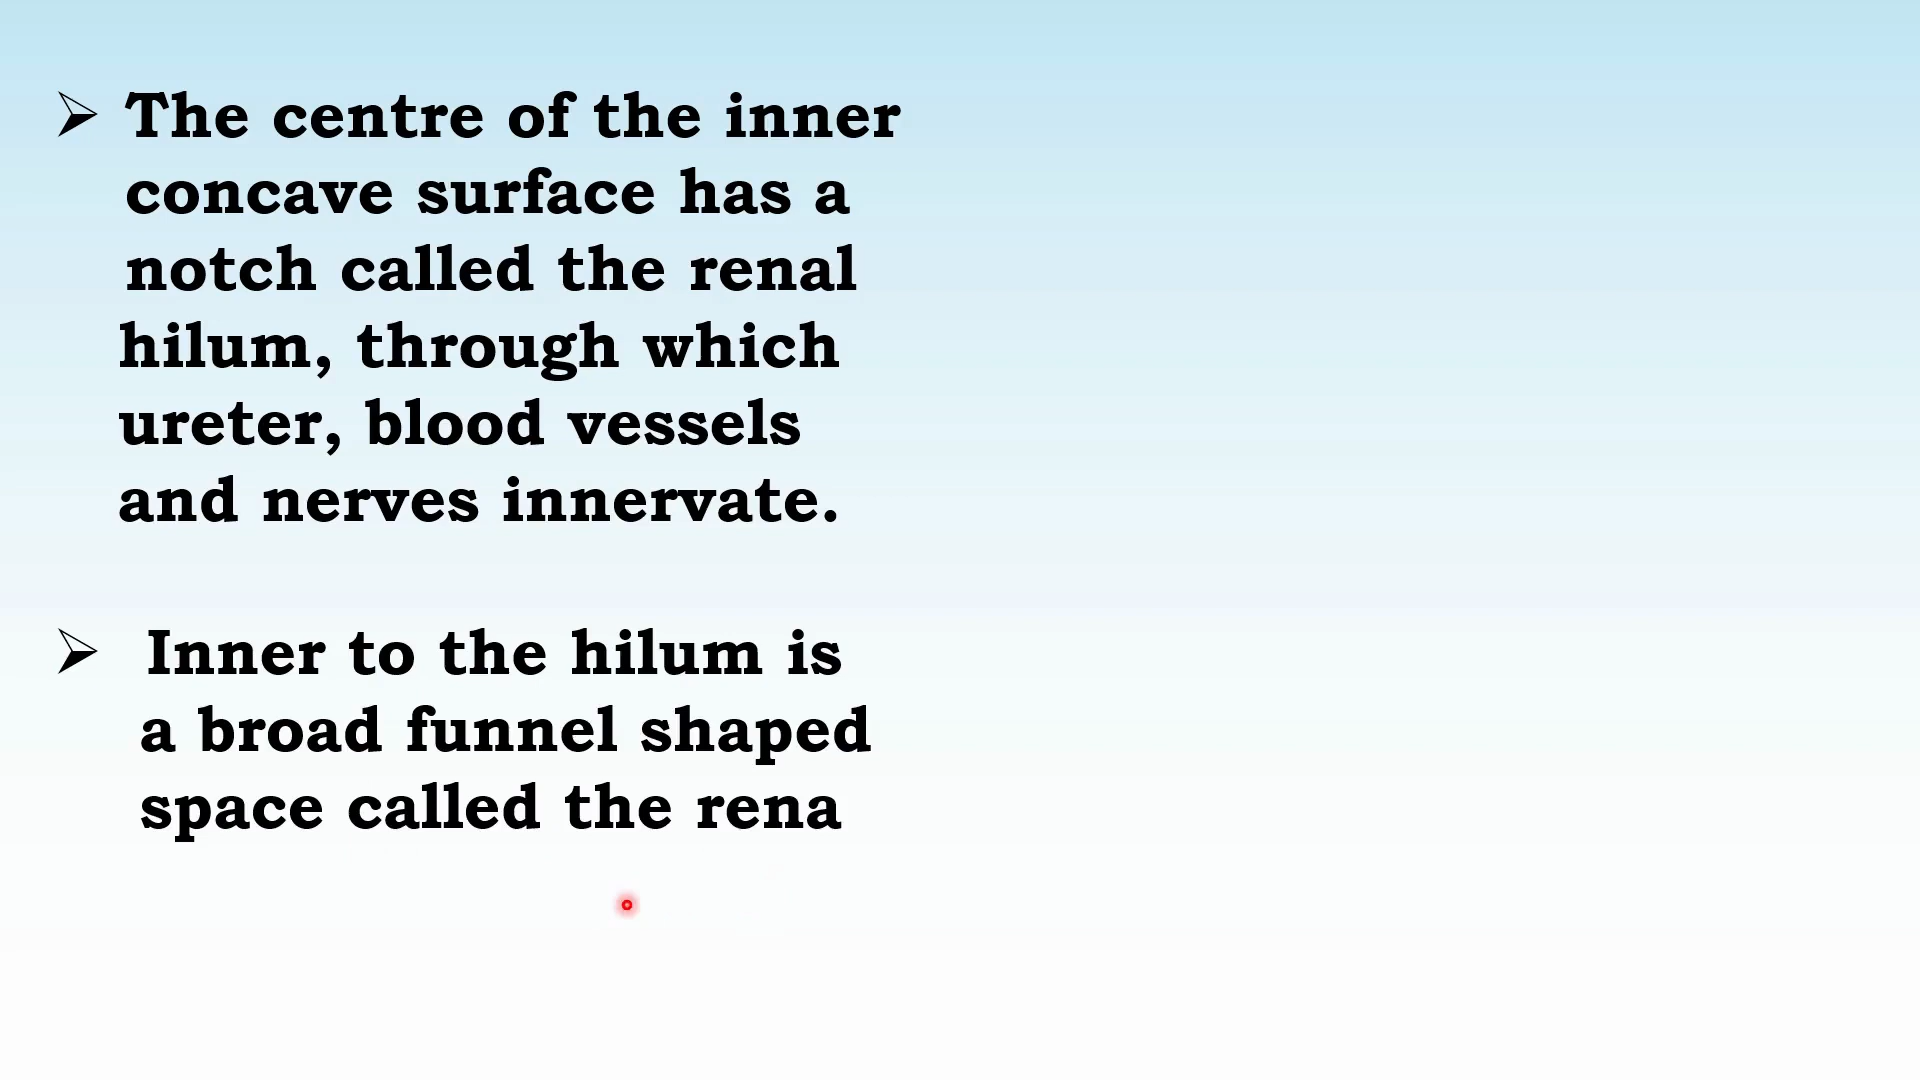 ➢ The centre of the inner
concave surface has a
notch called the renal
hilum, through which
ureter, blood vessels
and nerves innervate.
➢ Inner to the hilum is
a broad funnel shaped
space called the rena